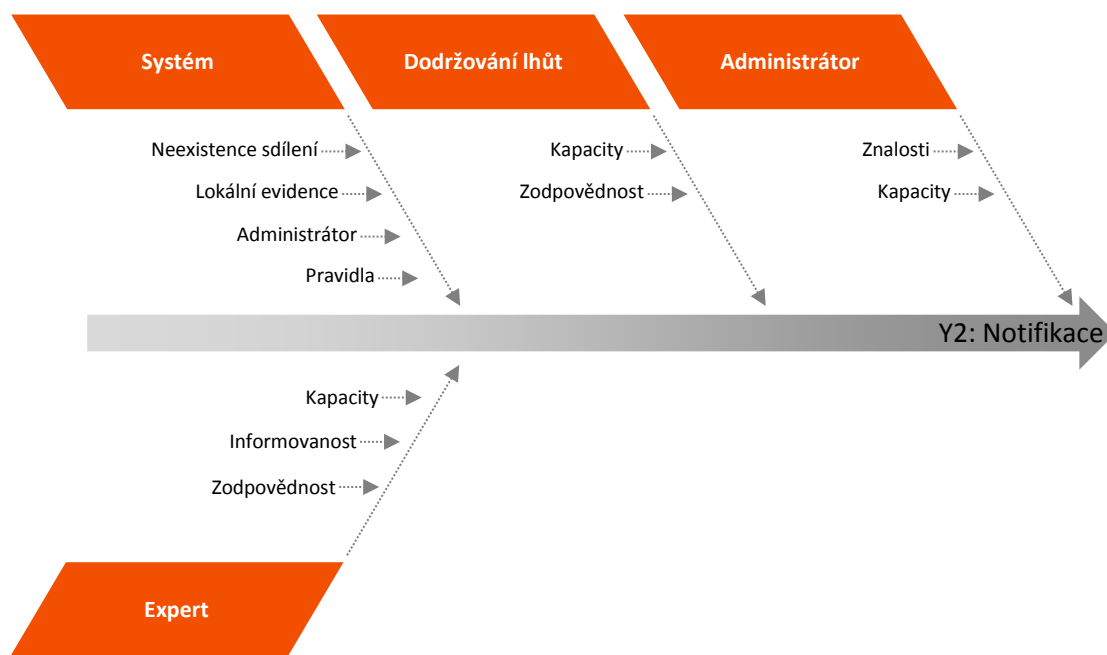 Systém
Dodržování lhůt
Administrátor
Neexistence sdílení
Lokální evidence
Administrátor
Pravidla
Kapacity
Zodpovědnost
Znalosti
Kapacity
Y2: Notifikace
Kapacity
Informovanost
Zodpovědnost
Expert